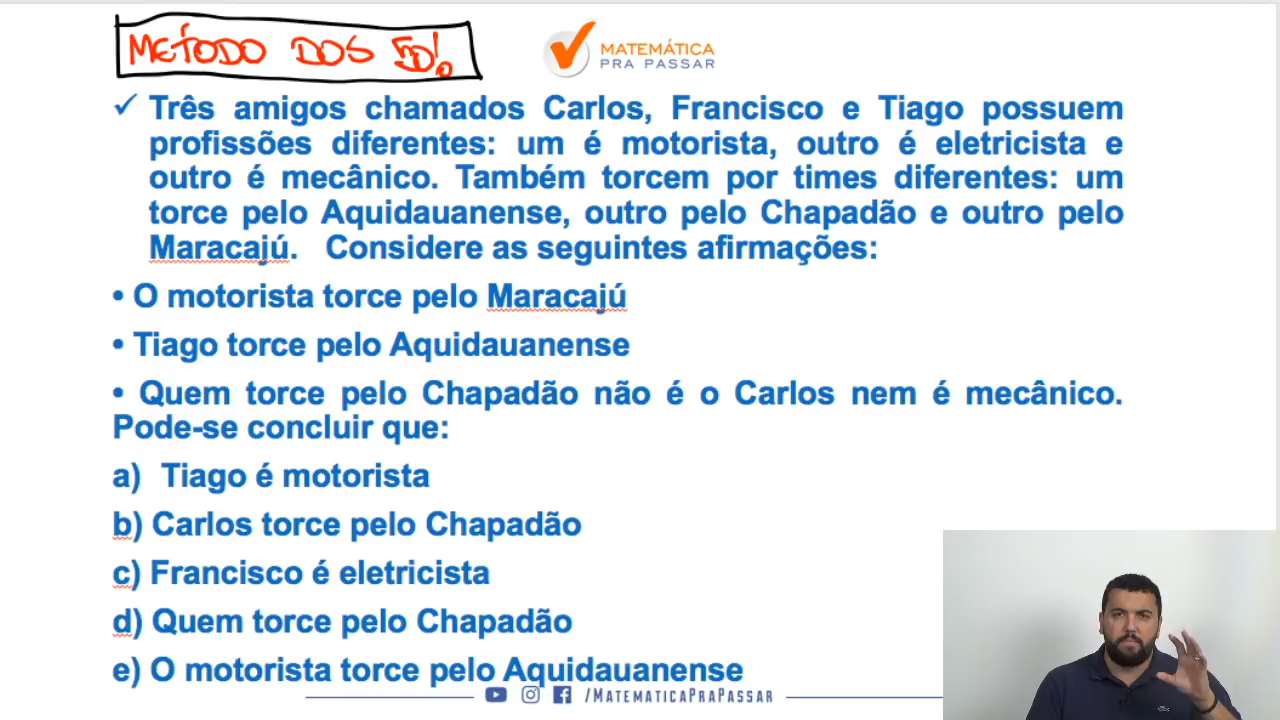 METÓDO DOS 5D!
MATEMÁTICA
PRA PASSAR
✓ Três amigos chamados Carlos, Francisco e Tiago possuem
profissões diferentes: um é motorista, outro é eletricista e
outro é mecânico. Também torcem por times diferentes: um
torce pelo Aquidauanense, outro pelo Chapadão e outro pelo
Maracajú. Considere as seguintes afirmações:
• O motorista torce pelo Maracajú
• Tiago torce pelo Aquidauanense
• Quem torce pelo Chapadão não é o Carlos nem é mecânico.
Pode-se concluir que:
a) Tiago é motorista
b) Carlos torce pelo Chapadão
c) Francisco é eletricista
d) Quem torce pelo Chapadão
e) O motorista torce pelo Aquidauanense
/MATEMATICAPRAPASSAR